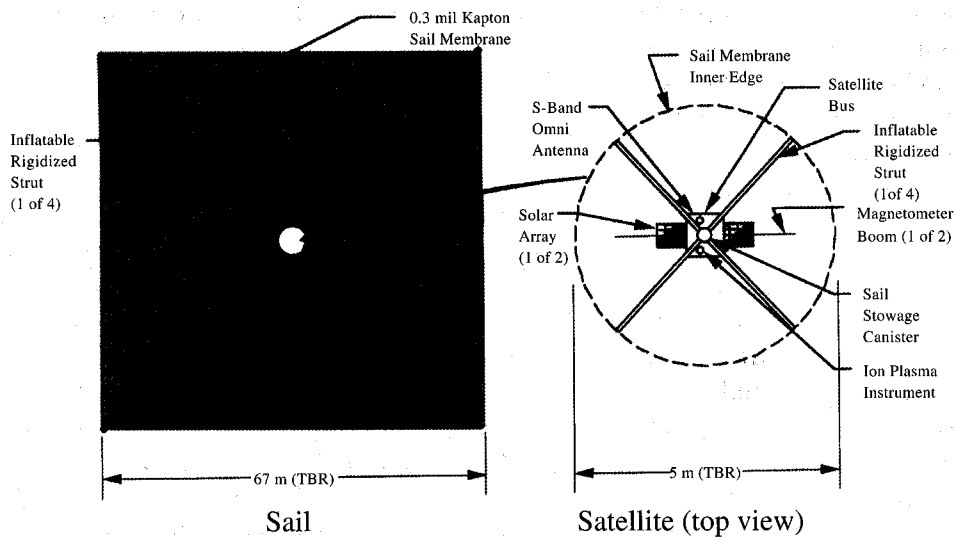 0.3 mil Kapton
Sail Membrane
Inflatable
Rigidized
Strut
(1 of 4)
67 m (TBR)
Sail
Sail Membrane
Inner Edge
Satellite
Bus
S-Band
Omni
Antenna
Inflatable
Rigidized
Strut
(1of 4)
Solar
Array
(1 of 2)
Magnetometer
Boom (1 of 2)
Sail
Stowage
Canister
Ion Plasma
Instrument
5 m (TBR)
Satellite (top view)